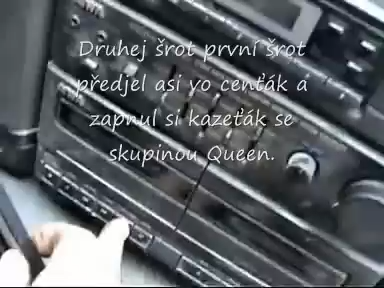 Druhej šrot první šrot
předjel asi yo cenťák a
zapnul si kazeťák se
skupinou Queen.